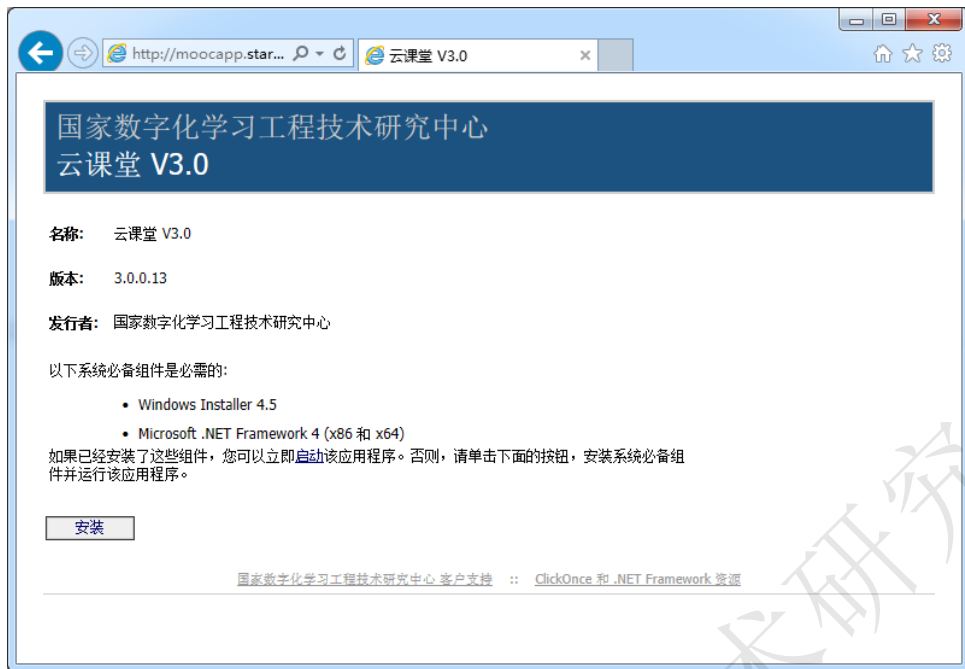 http://moocapp.star...
云课堂 V3.0
国家数字化学习工程技术研究中心
云课堂 V3.0
名称: 云课堂 V3.0
版本: 3.0.0.13
发行者: 国家数字化学习工程技术研究中心
以下系统必备组件是必需的:
• Windows Installer 4.5
• Microsoft .NET Framework 4 (x86 和 x64)
如果已经安装了这些组件，您可以立即启动该应用程序。否则，请单击下面的按钮，安装系统必备组
件并运行该应用程序。
安装
国家数字化学习工程技术研究中心 客户支持 :: ClickOnce 和 .NET Framework 资源
术研究